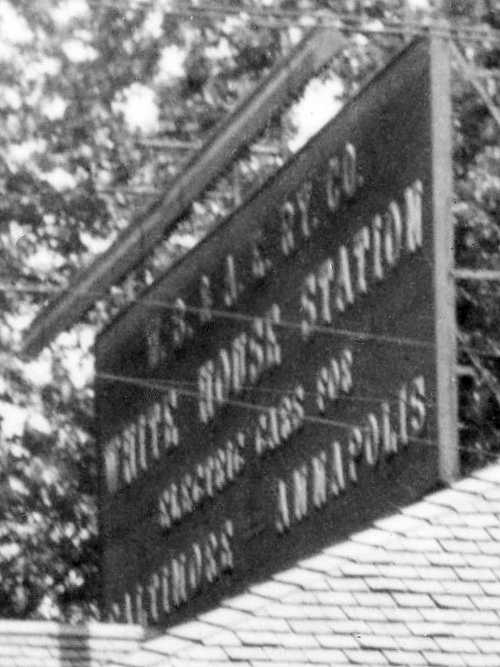 W. B. & A. E. RY. CO.
WHITE HOUSE STATION
ELECTRIC CARS FOR
BALTIMORE ANNAPOLIS